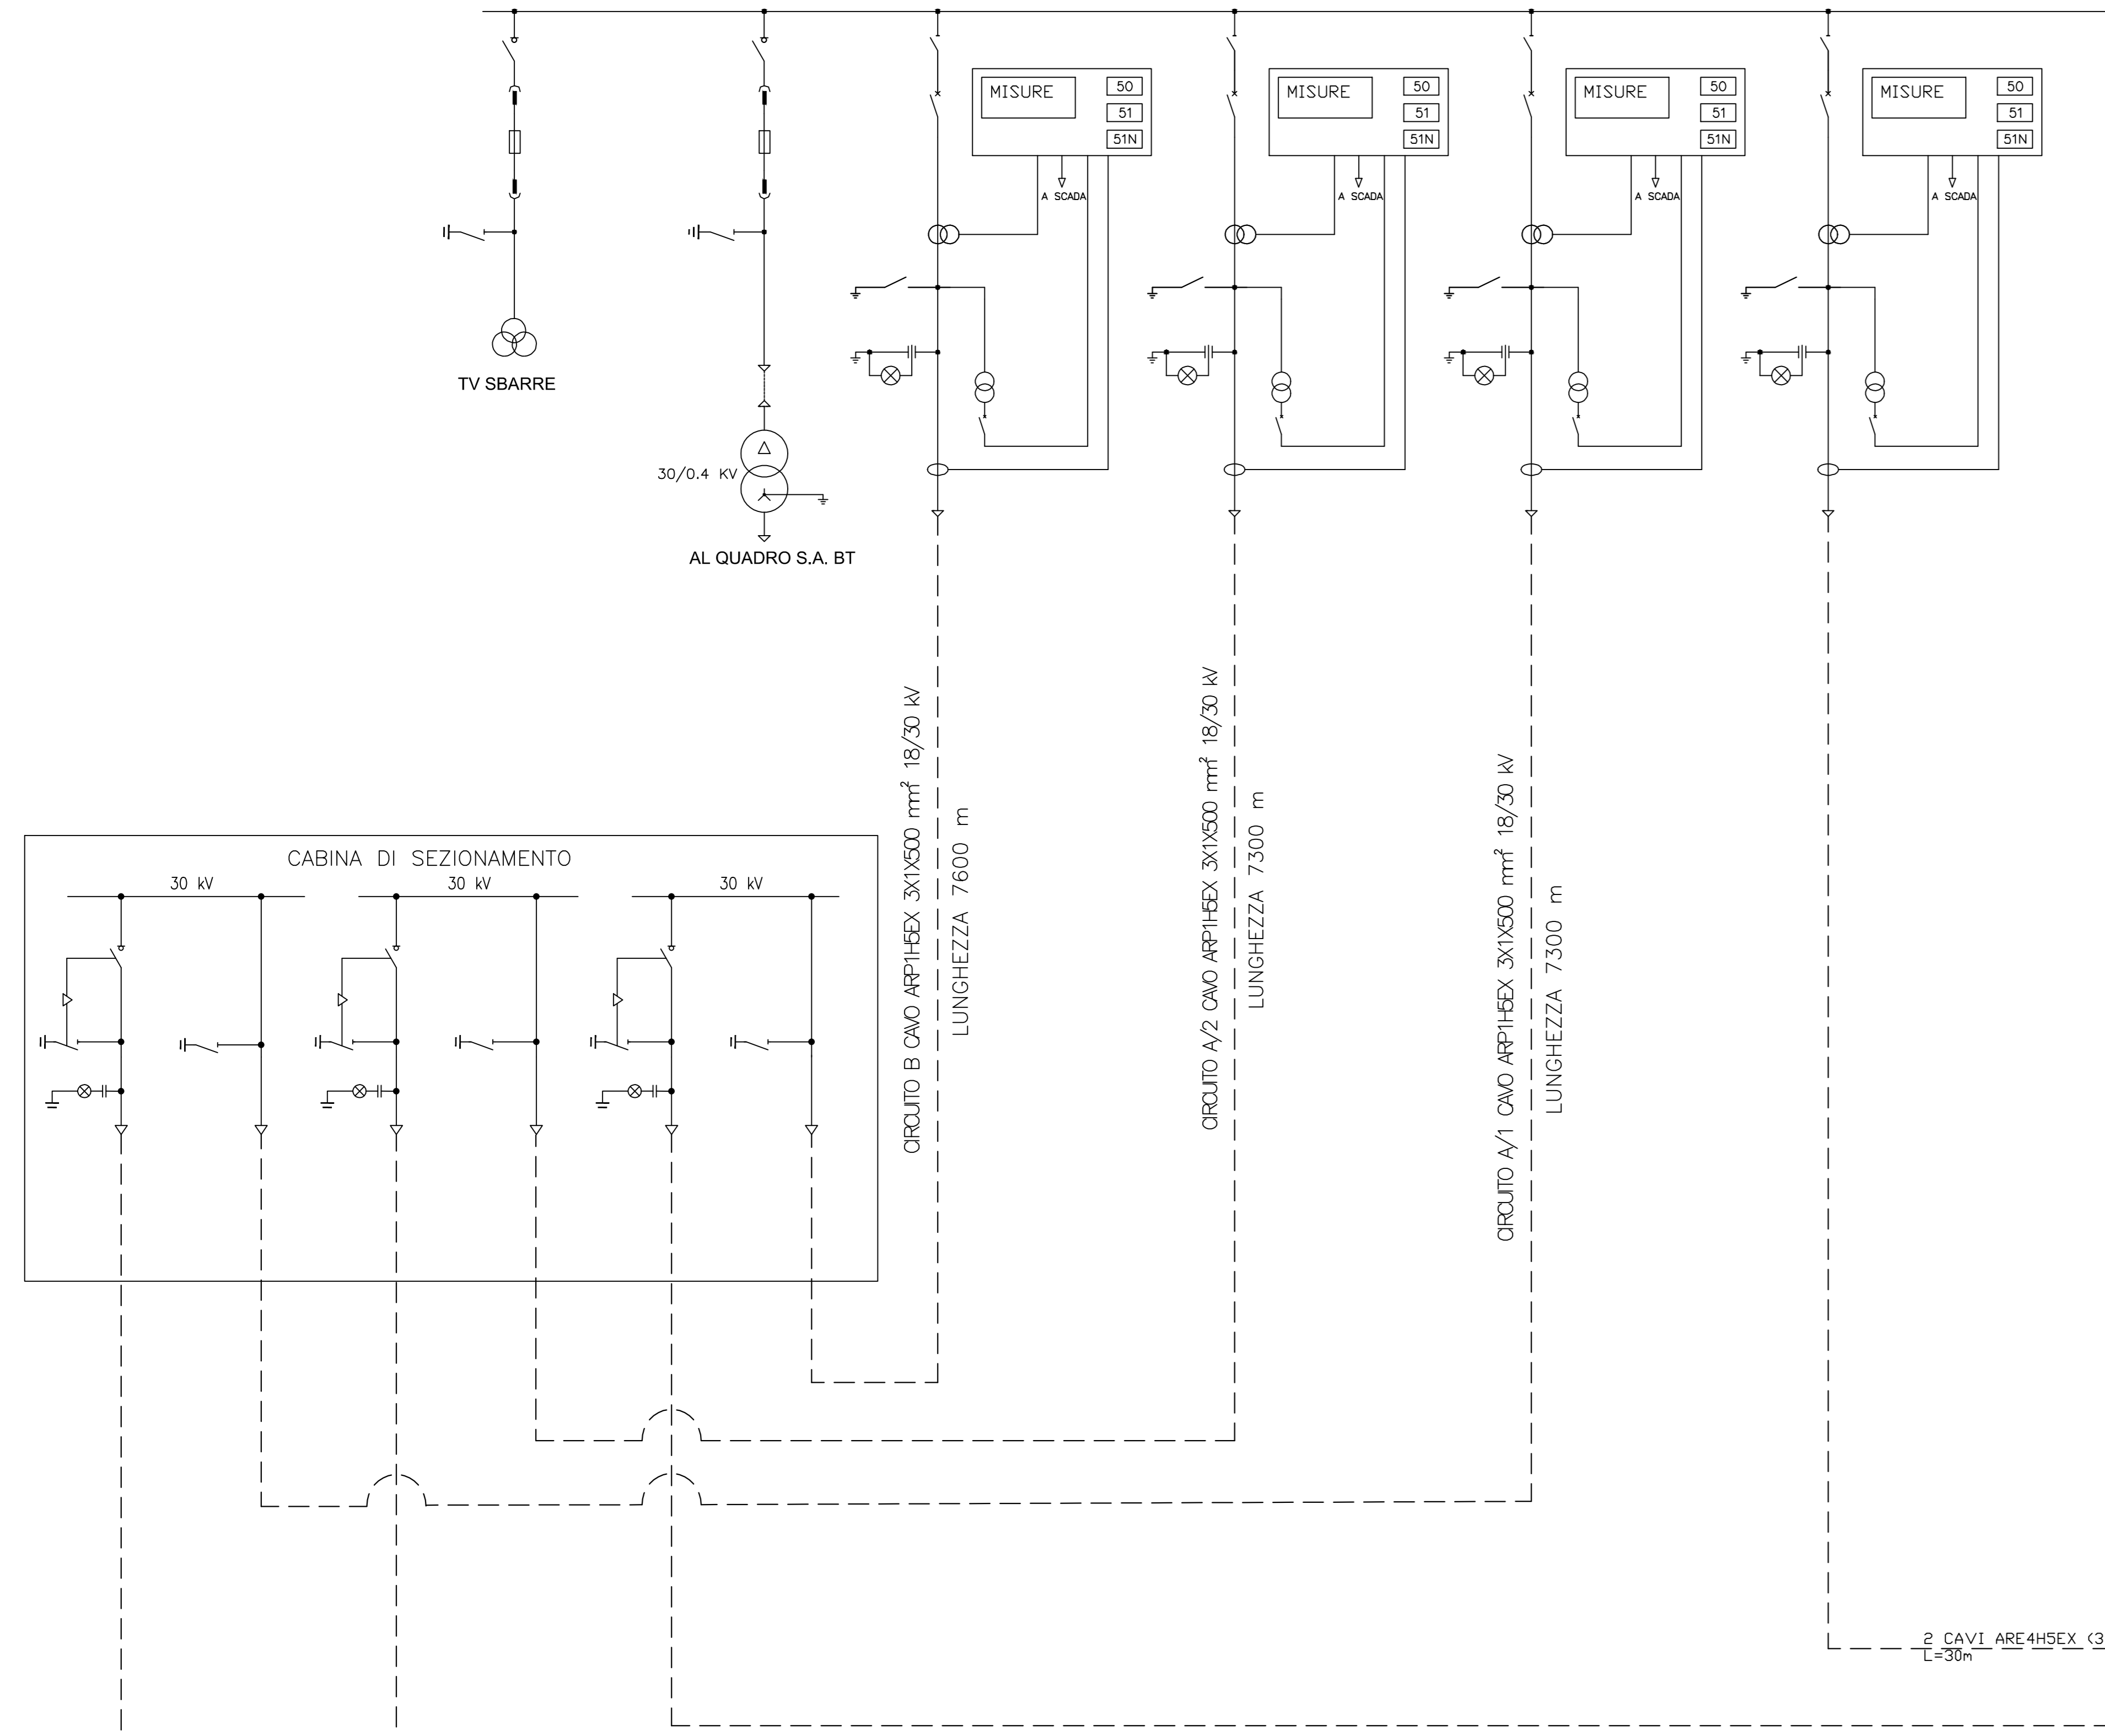 MISURE
50
51
51N
A SCADA
MISURE
50
51
51N
A SCADA
MISURE
50
51
51N
A SCADA
MISURE
50
51
51N
A SCADA
TV SBARRE
30/0.4 KV
AL QUADRO S.A. BT
CIRCUITO B CAVO ARP1H5EX 3X1X500 mm² 18/30 kV
LUNGHEZZA 7600 m
CIRCUITO A/2 CAVO ARP1H5EX 3X1X500 mm² 18/30 kV
LUNGHEZZA 7300 m
CIRCUITO A/1 CAVO ARP1H5EX 3X1X500 mm² 18/30 kV
LUNGHEZZA 7300 m
CABINA DI SEZIONAMENTO
30 kV
30 kV
30 kV
2 CAVI ARE4H5EX (3
L=30m